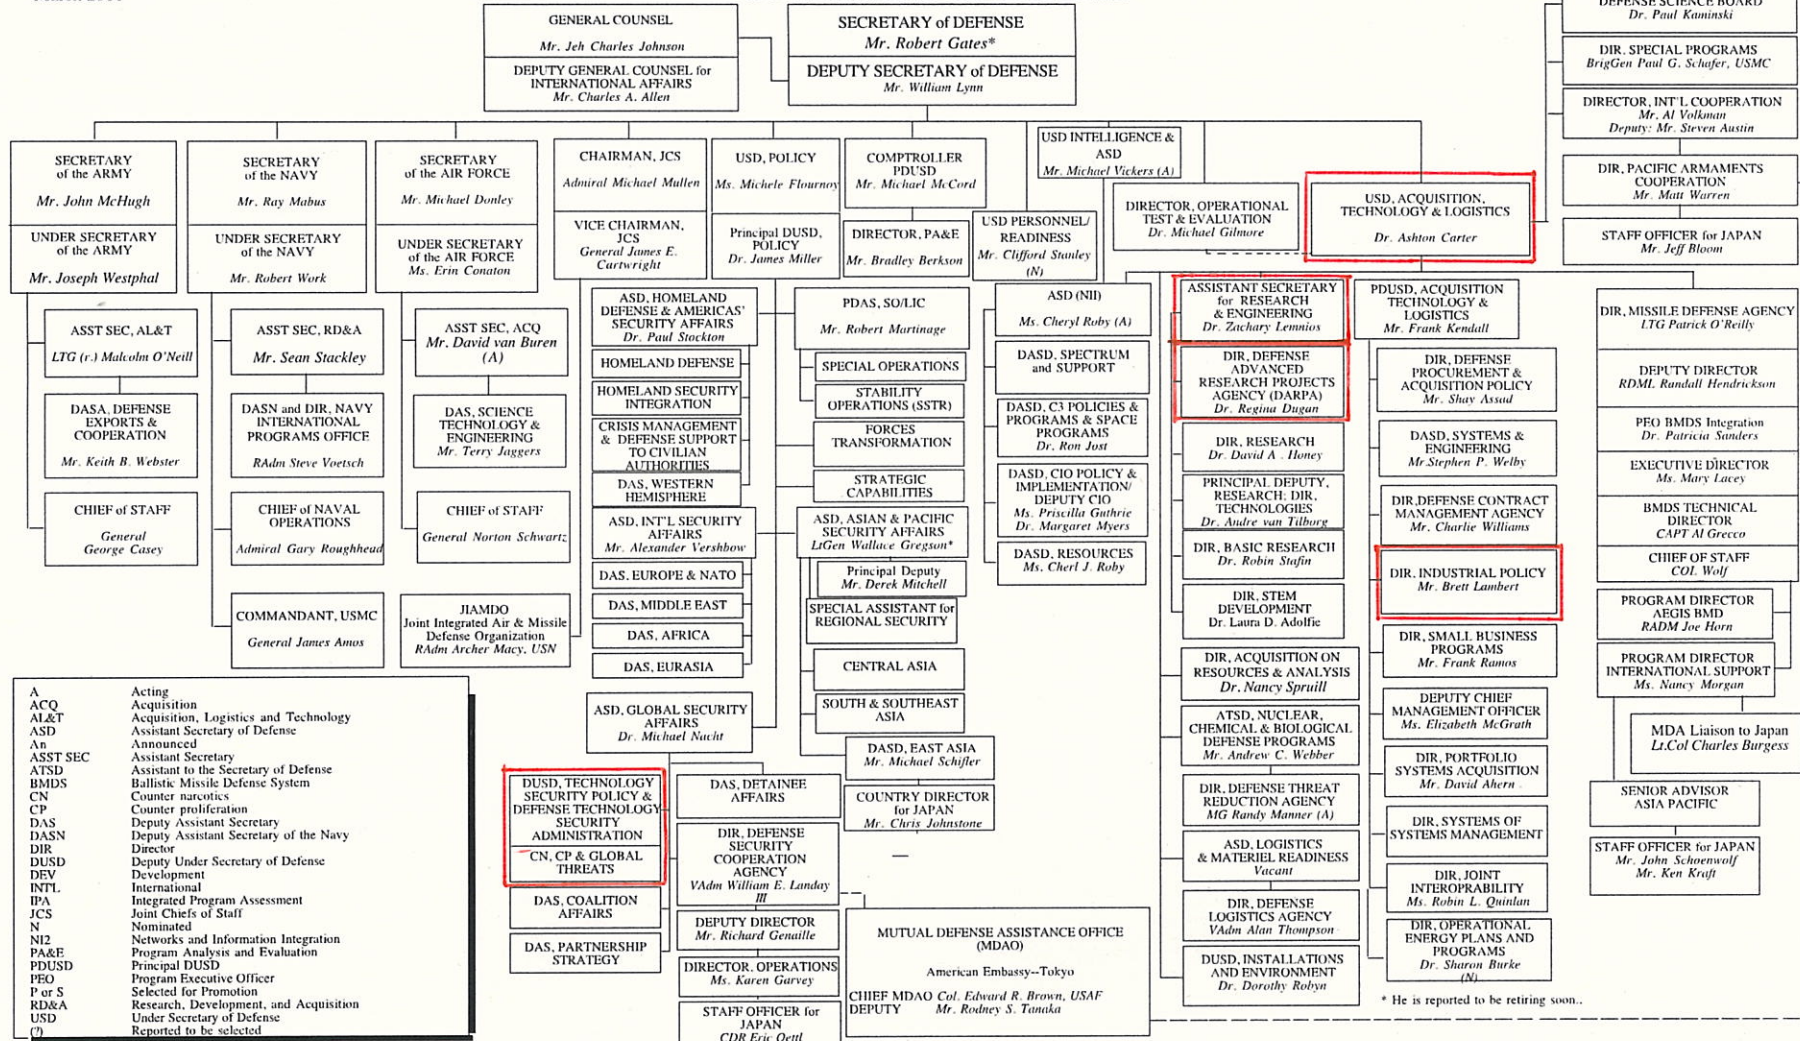 GENERAL COUNSEL
Mr. Jeh Charles Johnson
DEPUTY GENERAL COUNSEL for
INTERNATIONAL AFFAIRS
Mr. Charles A. Allen
SECRETARY of DEFENSE
Mr. Robert Gates*
DEPUTY SECRETARY of DEFENSE
Mr. William Lynn
DEFENSE SCIENCE BOARD
Dr. Paul Kaminski
DIR, SPECIAL PROGRAMS
BrigGen Paul G. Schafer, USMC
DIRECTOR, INT'L COOPERATION
Mr. Al Volkman
Deputy: Mr. Steven Austin
DIR, PACIFIC ARMAMENTS
COOPERATION
Mr. Matt Warren
STAFF OFFICER for JAPAN
Mr. Jeff Bloom
SECRETARY
of the ARMY
Mr. John McHugh
UNDER SECRETARY
of the ARMY
Mr. Joseph Westphal
SECRETARY
of the NAVY
Mr. Ray Mabus
UNDER SECRETARY
of the NAVY
Mr. Robert Work
SECRETARY
of the AIR FORCE
Mr. Michael Donley
UNDER SECRETARY
of the AIR FORCE
Ms. Erin Conaton
CHAIRMAN, JCS
Admiral Michael Mullen
VICE CHAIRMAN,
JCS
General James E.
Cartwright
USD, POLICY
Ms. Michele Flournoy
Principal DUSD,
POLICY
Dr. James Miller
COMPTROLLER
PDUSD
Mr. Michael McCord
DIRECTOR, PA&E
Mr. Bradley Berkson
USD INTELLIGENCE &
ASD
Mr. Michael Vickers (A)
USD PERSONNEL/
READINESS
Mr. Clifford Stanley
(N)
DIRECTOR, OPERATIONAL
TEST & EVALUATION
Dr. Michael Gilmore
USD, ACQUISITION,
TECHNOLOGY & LOGISTICS
Dr. Ashton Carter
ASST SEC, AL&T
LTG (r.) Malcolm O'Neill
DASA, DEFENSE
EXPORTS &
COOPERATION
Mr. Keith B. Webster
CHIEF of STAFF
General
George Casey
ASST SEC, RD&A
Mr. Sean Stackley
DASN and DIR, NAVY
INTERNATIONAL
PROGRAMS OFFICE
RAdm Steve Voetsch
CHIEF of NAVAL
OPERATIONS
Admiral Gary Roughhead
COMMANDANT, USMC
General James Amos
ASST SEC, ACQ
Mr. David van Buren
(A)
DAS, SCIENCE
TECHNOLOGY &
ENGINEERING
Mr. Terry Jaggers
CHIEF of STAFF
General Norton Schwartz
JIAMDO
Joint Integrated Air & Missile
Defense Organization
RAdm Archer Macy, USN
ASD, HOMELAND
DEFENSE & AMERICAS'
SECURITY AFFAIRS
Dr. Paul Stockton
HOMELAND DEFENSE
HOMELAND SECURITY
INTEGRATION
CRISIS MANAGEMENT
& DEFENSE SUPPORT
TO CIVILIAN
AUTHORITIES
DAS, WESTERN
HEMISPHERE
ASD, INT'L SECURITY
AFFAIRS
Mr. Alexander Vershbow
DAS, EUROPE & NATO
DAS, MIDDLE EAST
DAS, AFRICA
DAS, EURASIA
ASD, GLOBAL SECURITY
AFFAIRS
Dr. Michael Nacht
DUSD, TECHNOLOGY
SECURITY POLICY &
DEFENSE TECHNOLOGY
SECURITY
ADMINISTRATION
CN, CP & GLOBAL
THREATS
DAS, COALITION
AFFAIRS
DAS, PARTNERSHIP
STRATEGY
PDAS, SO/LIC
Mr. Robert Martinage
SPECIAL OPERATIONS
STABILITY
OPERATIONS (SSTR)
FORCES
TRANSFORMATION
STRATEGIC
CAPABILITIES
ASD, ASIAN & PACIFIC
SECURITY AFFAIRS
LtGen Wallace Gregson*
Principal Deputy
Mr. Derek Mitchell
SPECIAL ASSISTANT for
REGIONAL SECURITY
CENTRAL ASIA
SOUTH & SOUTHEAST
ASIA
DASD, EAST ASIA
Mr. Michael Schifler
COUNTRY DIRECTOR
for JAPAN
Mr. Chris Johnstone
DAS, DETAINEE
AFFAIRS
DIR, DEFENSE
SECURITY
COOPERATION
AGENCY
VAdm William E. Landay
III
DEPUTY DIRECTOR
Mr. Richard Genaille
DIRECTOR, OPERATIONS
Ms. Karen Garvey
STAFF OFFICER for
JAPAN
CDR Eric Oettl
MUTUAL DEFENSE ASSISTANCE OFFICE
(MDAO)
American Embassy--Tokyo
CHIEF MDAO Col. Edward R. Brown, USAF
DEPUTY Mr. Rodney S. Tanaka
ASD (NII)
Ms. Cheryl Roby (A)
DASD, SPECTRUM
and SUPPORT
DASD, C3 POLICIES &
PROGRAMS & SPACE
PROGRAMS
Dr. Ron Jost
DASD, CIO POLICY &
IMPLEMENTATION/
DEPUTY CIO
Ms. Priscilla Guthrie
Dr. Margaret Myers
DASD, RESOURCES
Ms. Cherl J. Roby
ASSISTANT SECRETARY
for RESEARCH
& ENGINEERING
Dr. Zachary Lemnios
DIR, DEFENSE
ADVANCED
RESEARCH PROJECTS
AGENCY (DARPA)
Dr. Regina Dugan
DIR, RESEARCH
Dr. David A. Honey
PRINCIPAL DEPUTY,
RESEARCH; DIR,
TECHNOLOGIES
Dr. Andre van Tilborg
DIR, BASIC RESEARCH
Dr. Robin Stafin
DIR, STEM
DEVELOPMENT
Dr. Laura D. Adolfie
DIR, ACQUISITION ON
RESOURCES & ANALYSIS
Dr. Nancy Spruill
ATSD, NUCLEAR,
CHEMICAL & BIOLOGICAL
DEFENSE PROGRAMS
Mr. Andrew C. Webber
DIR, DEFENSE THREAT
REDUCTION AGENCY
MG Randy Manner (A)
ASD, LOGISTICS
& MATERIEL READINESS
Vacant
DIR, DEFENSE
LOGISTICS AGENCY
VAdm Alan Thompson
DUSD, INSTALLATIONS
AND ENVIRONMENT
Dr. Dorothy Robyn
PDUSD, ACQUISITION
TECHNOLOGY &
LOGISTICS
Mr. Frank Kendall
DIR, DEFENSE
PROCUREMENT &
ACQUISITION POLICY
Mr. Shay Assad
DASD, SYSTEMS &
ENGINEERING
Mr.Stephen P. Welby
DIR,DEFENSE CONTRACT
MANAGEMENT AGENCY
Mr. Charlie Williams
DIR, INDUSTRIAL POLICY
Mr. Brett Lambert
DIR, SMALL BUSINESS
PROGRAMS
Mr. Frank Ramos
DEPUTY CHIEF
MANAGEMENT OFFICER
Ms. Elizabeth McGrath
DIR, PORTFOLIO
SYSTEMS ACQUISITION
Mr. David Ahern
DIR, SYSTEMS OF
SYSTEMS MANAGEMENT
DIR, JOINT
INTEROPRABILITY
Ms. Robin L. Quinlan
DIR, OPERATIONAL
ENERGY PLANS AND
PROGRAMS
Dr. Sharon Burke
(N)
* He is reported to be retiring soon..
DIR, MISSILE DEFENSE AGENCY
LTG Patrick O'Reilly
DEPUTY DIRECTOR
RDML Randall Hendrickson
PEO BMDS Integration
Dr. Patricia Sanders
EXECUTIVE DIRECTOR
Ms. Mary Lacey
BMDS TECHNICAL
DIRECTOR
CAPT Al Grecco
CHIEF OF STAFF
COL Wolf
PROGRAM DIRECTOR
AEGIS BMD
RADM Joe Horn
PROGRAM DIRECTOR
INTERNATIONAL SUPPORT
Ms. Nancy Morgan
MDA Liaison to Japan
Lt.Col Charles Burgess
SENIOR ADVISOR
ASIA PACIFIC
STAFF OFFICER for JAPAN
Mr. John Schoenwolf
Mr. Ken Kraft
A Acting
ACQ Acquisition
AL&T Acquisition, Logistics and Technology
ASD Assistant Secretary of Defense
An Announced
ASST SEC Assistant Secretary
ATSD Assistant to the Secretary of Defense
BMDS Ballistic Missile Defense System
CN Counter narcotics
CP Counter proliferation
DAS Deputy Assistant Secretary
DASN Deputy Assistant Secretary of the Navy
DIR Director
DUSD Deputy Under Secretary of Defense
DEV Development
INT'L International
IPA Integrated Program Assessment
JCS Joint Chiefs of Staff
N Nominated
NI2 Networks and Information Integration
PA&E Program Analysis and Evaluation
PDUSD Principal DUSD
PEO Program Executive Officer
P or S Selected for Promotion
RD&A Research, Development, and Acquisition
USD Under Secretary of Defense
(?) Reported to be selected